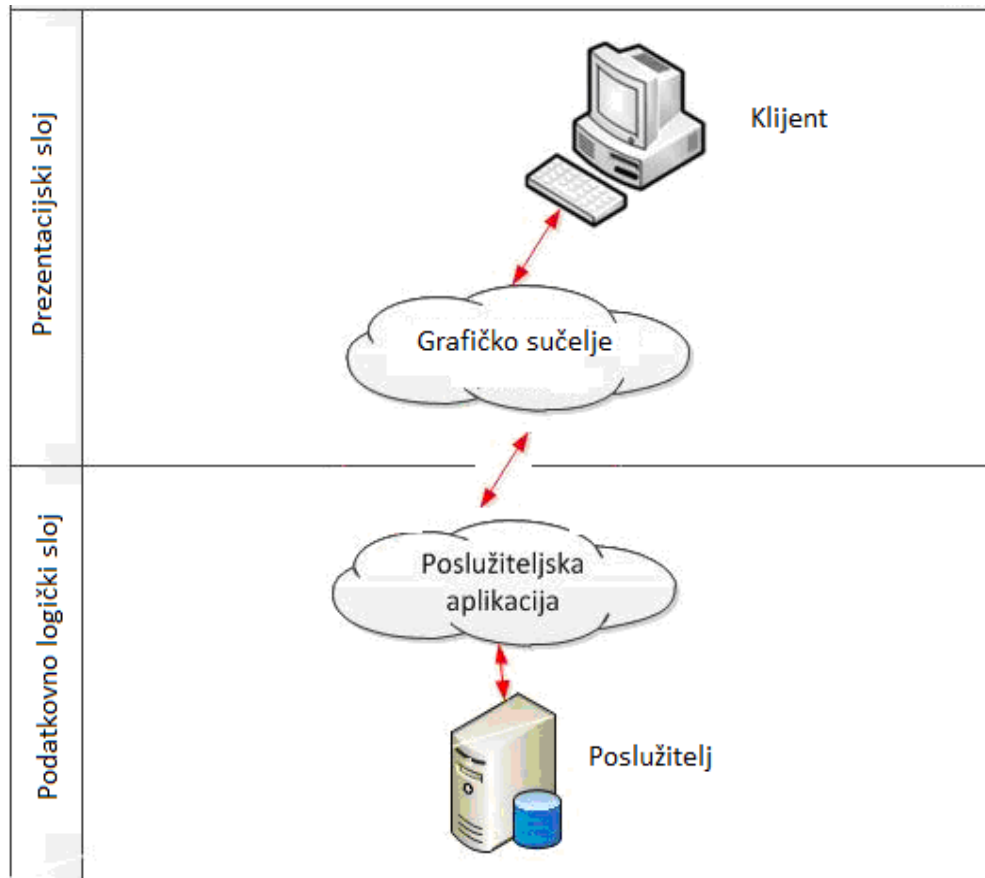 Prezentacijski sloj
Klijent
Grafičko sučelje
Podatkovno logički sloj
Poslužiteljska
aplikacija
Poslužitelj